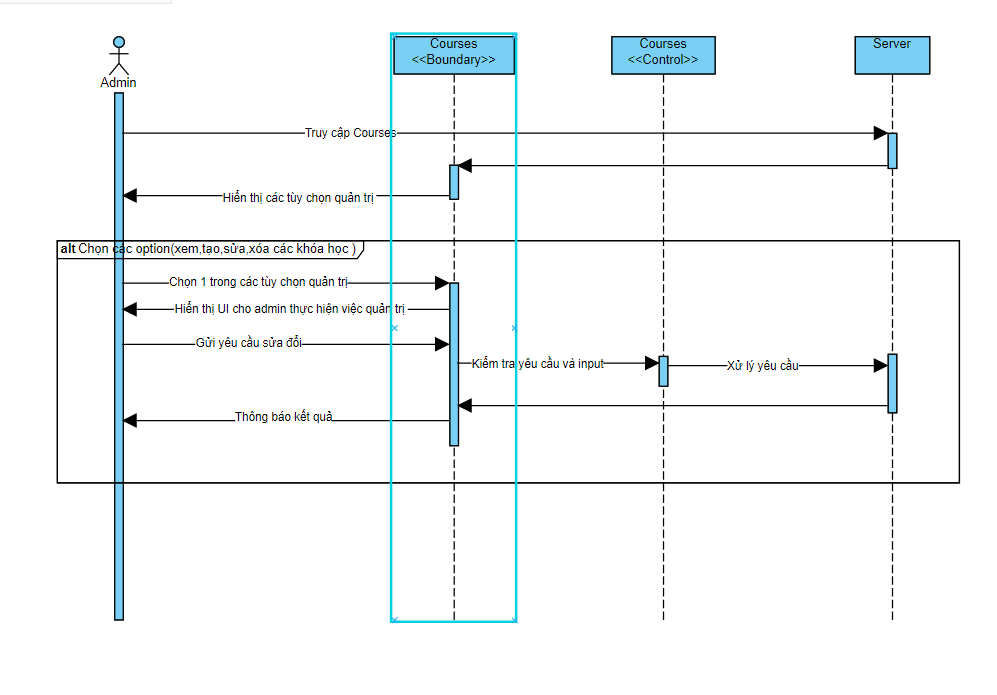 Courses
<<Boundary>>
Courses
<<Control>>
Server
Admin
Truy cập Courses
Hiển thị các tùy chọn quản trị
alt Chọn các option(xem,tạo,sửa,xóa các khóa học )
Chọn 1 trong các tùy chọn quản trị
Hiển thị UI cho admin thực hiện việc quản trị
Gửi yêu cầu sửa đổi
Kiểm tra yêu cầu và input
Xử lý yêu cầu
Thông báo kết quả